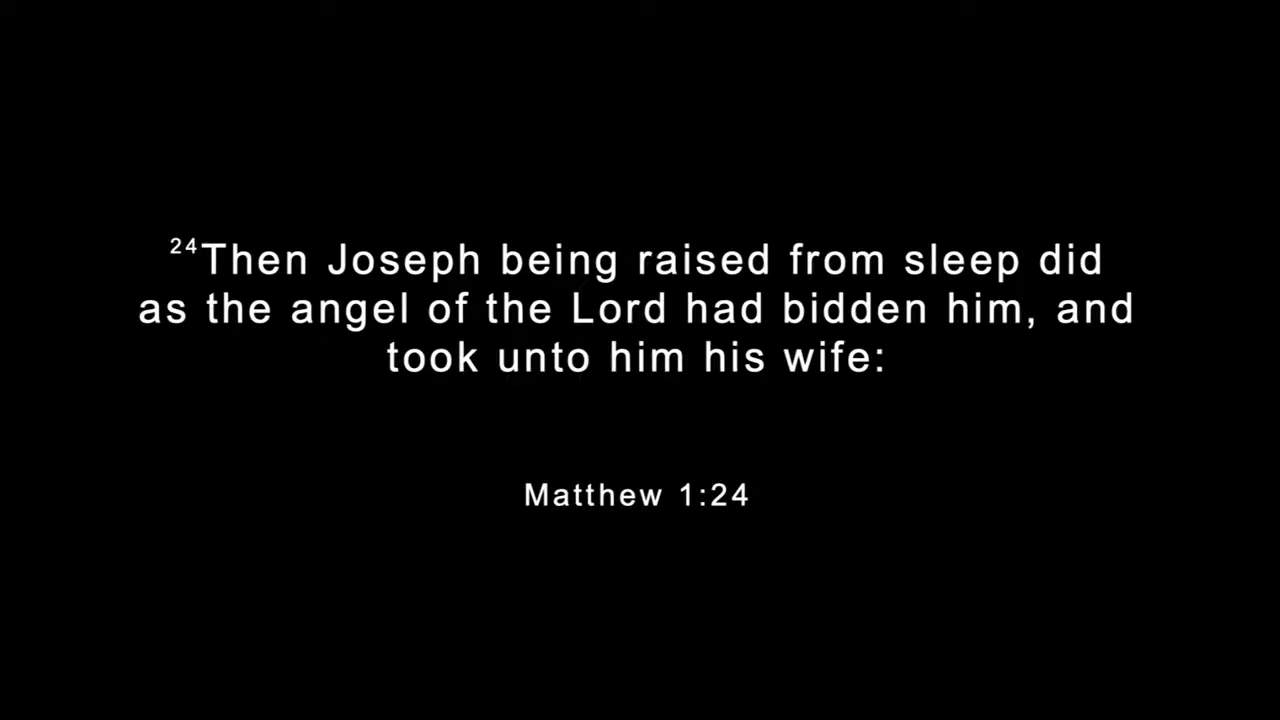 24Then Joseph being raised from sleep did
as the angel of the Lord had bidden him, and
took unto him his wife:
Matthew 1:24